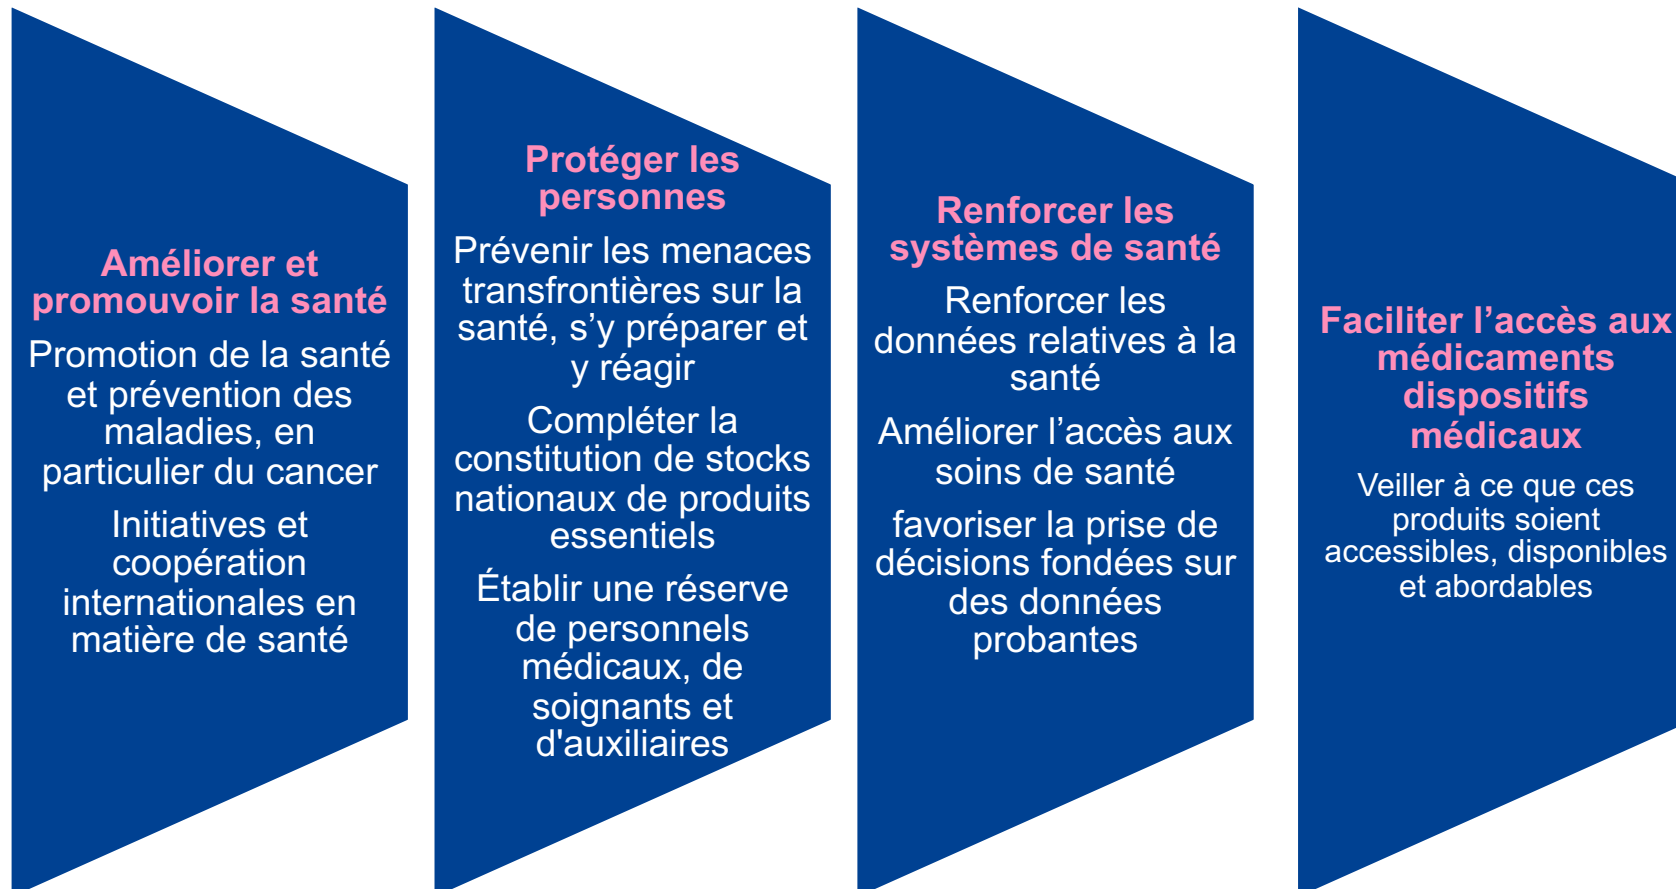 Améliorer et
promouvoir la santé
Promotion de la santé
et prévention des
maladies, en
particulier du cancer
Initiatives et
coopération
internationales en
matière de santé
Protéger les
personnes
Prévenir les menaces
transfrontières sur la
santé, s’y préparer et
y réagir
Compléter la
constitution de stocks
nationaux de produits
essentiels
Établir une réserve
de personnels
médicaux, de
soignants et
d'auxiliaires
Renforcer les
systèmes de santé
Renforcer les
données relatives à la
santé
Améliorer l’accès aux
soins de santé
favoriser la prise de
décisions fondées sur
des données
probantes
Faciliter l’accès aux
médicaments
dispositifs
médicaux
Veiller à ce que ces
produits soient
accessibles, disponibles
et abordables